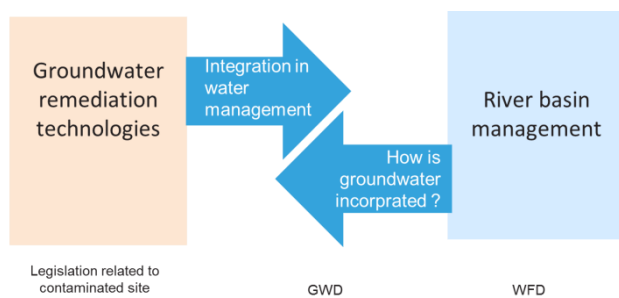 Groundwater
remediation
technologies
Integration in
water
management
How is
groundwater
incorprated ?
River basin
management
Legislation related to
contaminated site
GWD
WFD